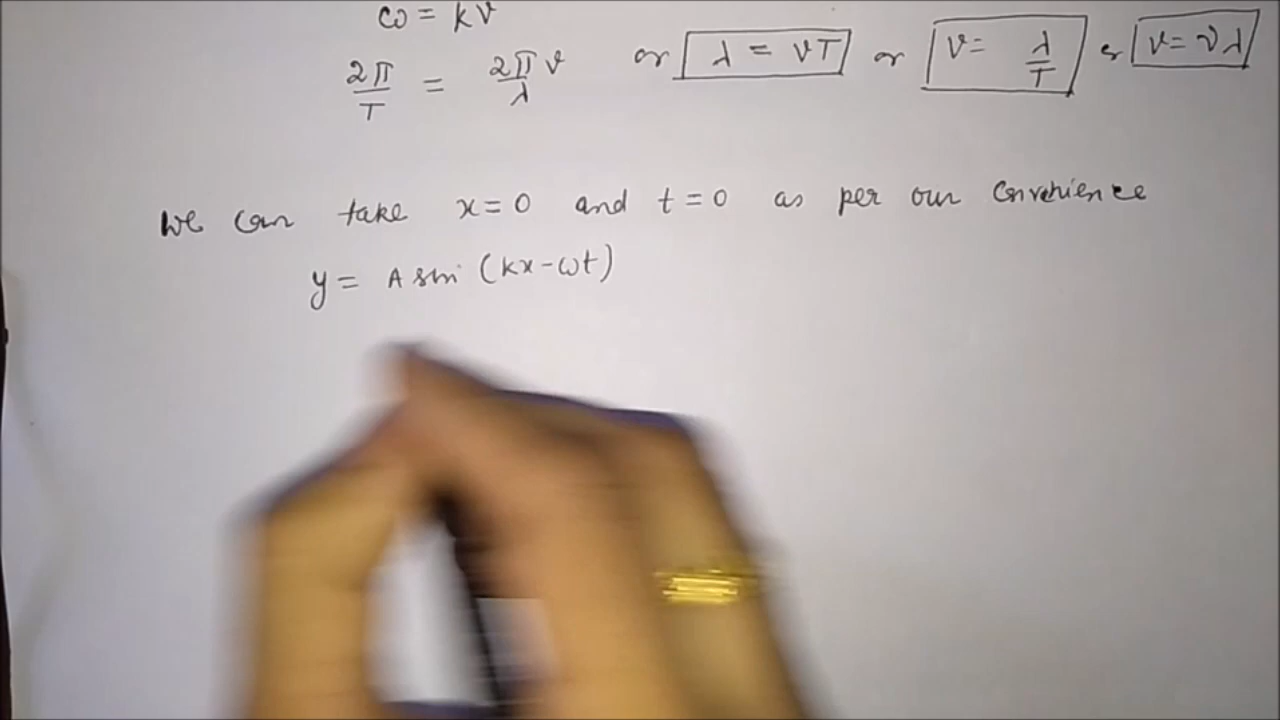 ω = kv
2π/T = 2π/λ v or λ = vT or v = λ/T or v = νλ
We can take x=0 and t=0 as per our convenience
y = A sin (kx-ωt)